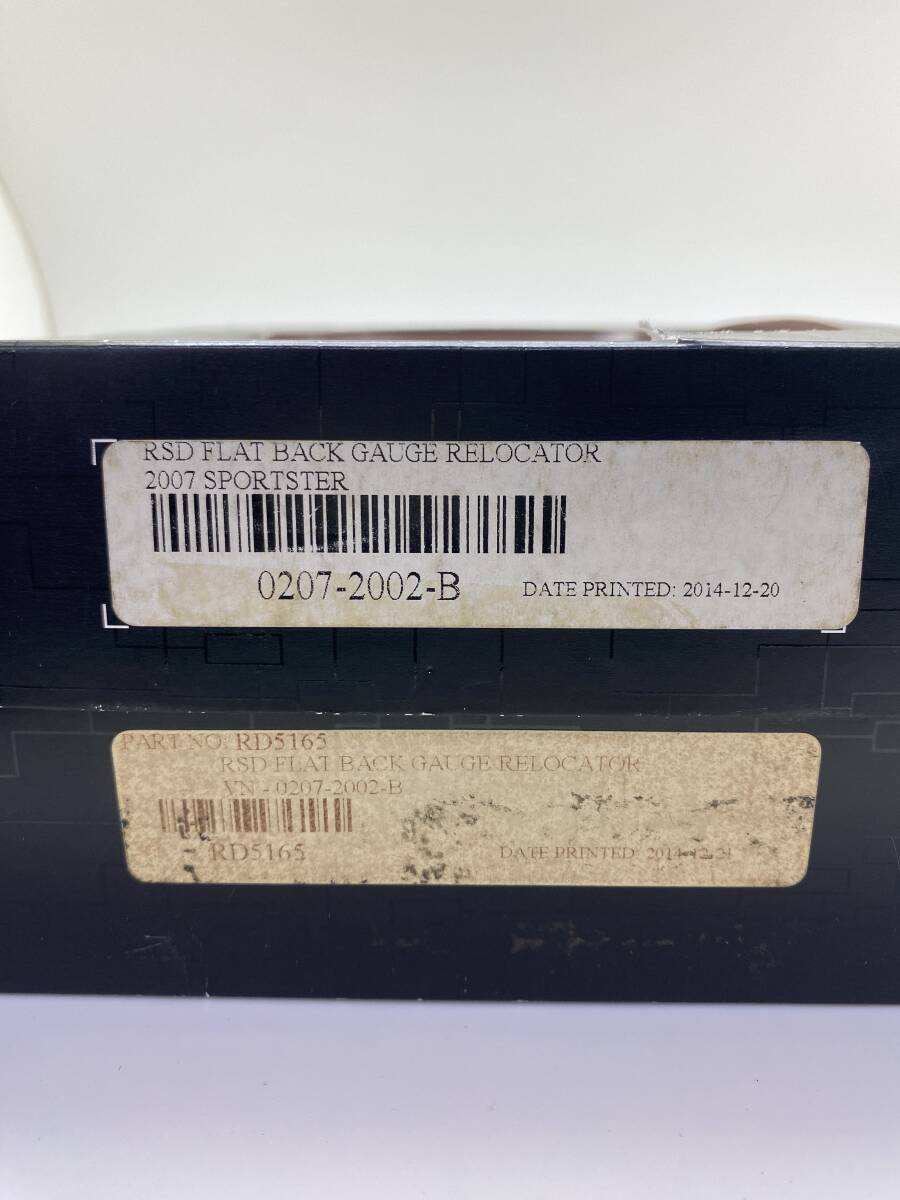 RSD FLAT BACK GAUGE RELOCATOR
2007 SPORTSTER
0207-2002-B DATE PRINTED: 2014-12-20
PART NO: RD5165
RSD FLAT BACK GAUGE RELOCATOR
VN - 0207-2002-B
RD5165 DATE PRINTED: 2014-12-21